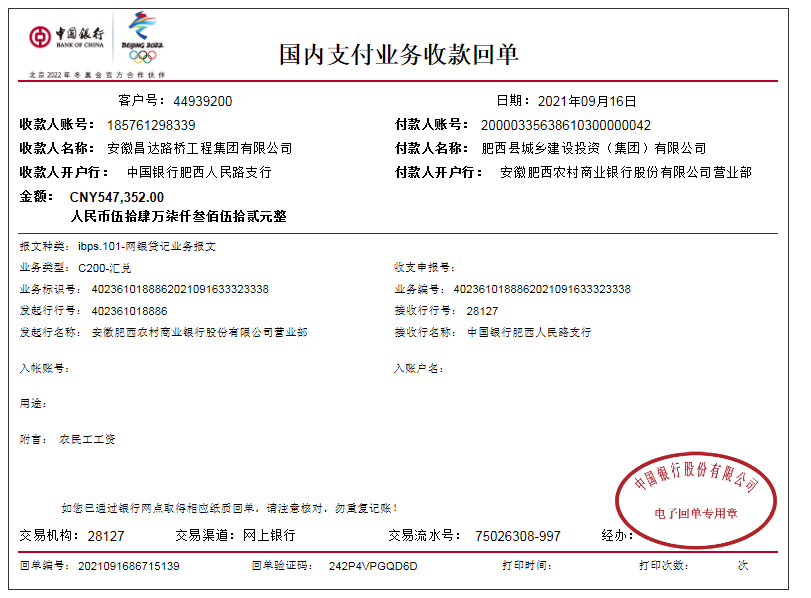 中国银行
BANK OF CHINA
BEIJING 2022
北京2022年冬奥会官方合作伙伴
国内支付业务收款回单
客户号：44939200 日期：2021年09月16日
收款人账号：185761298339 付款人账号：20000335638610300000042
收款人名称：安徽昌达路桥工程集团有限公司 付款人名称：肥西县城乡建设投资（集团）有限公司
收款人开户行：中国银行肥西人民路支行 付款人开户行：安徽肥西农村商业银行股份有限公司营业部
金额：CNY547,352.00
人民币伍拾肆万柒仟叁佰伍拾贰元整
报文种类：ibps.101-网银贷记业务报文
业务类型：C200-汇兑 收支申报号：
业务标识号：4023610188862021091633323338 业务编号：4023610188862021091633323338
发起行行号：402361018886 接收行行号：28127
发起行名称：安徽肥西农村商业银行股份有限公司营业部 接收行名称：中国银行肥西人民路支行
入帐账号： 入账户名：
用途：
附言：农民工工资
中国银行股份有限公司
电子回单专用章
如您已通过银行网点取得相应纸质回单，请注意核对，勿重复记账！
交易机构：28127 交易渠道：网上银行 交易流水号：75026308-997 经办：
回单编号：2021091686715139 回单验证码：242P4VPGQD6D 打印时间： 打印次数： 次